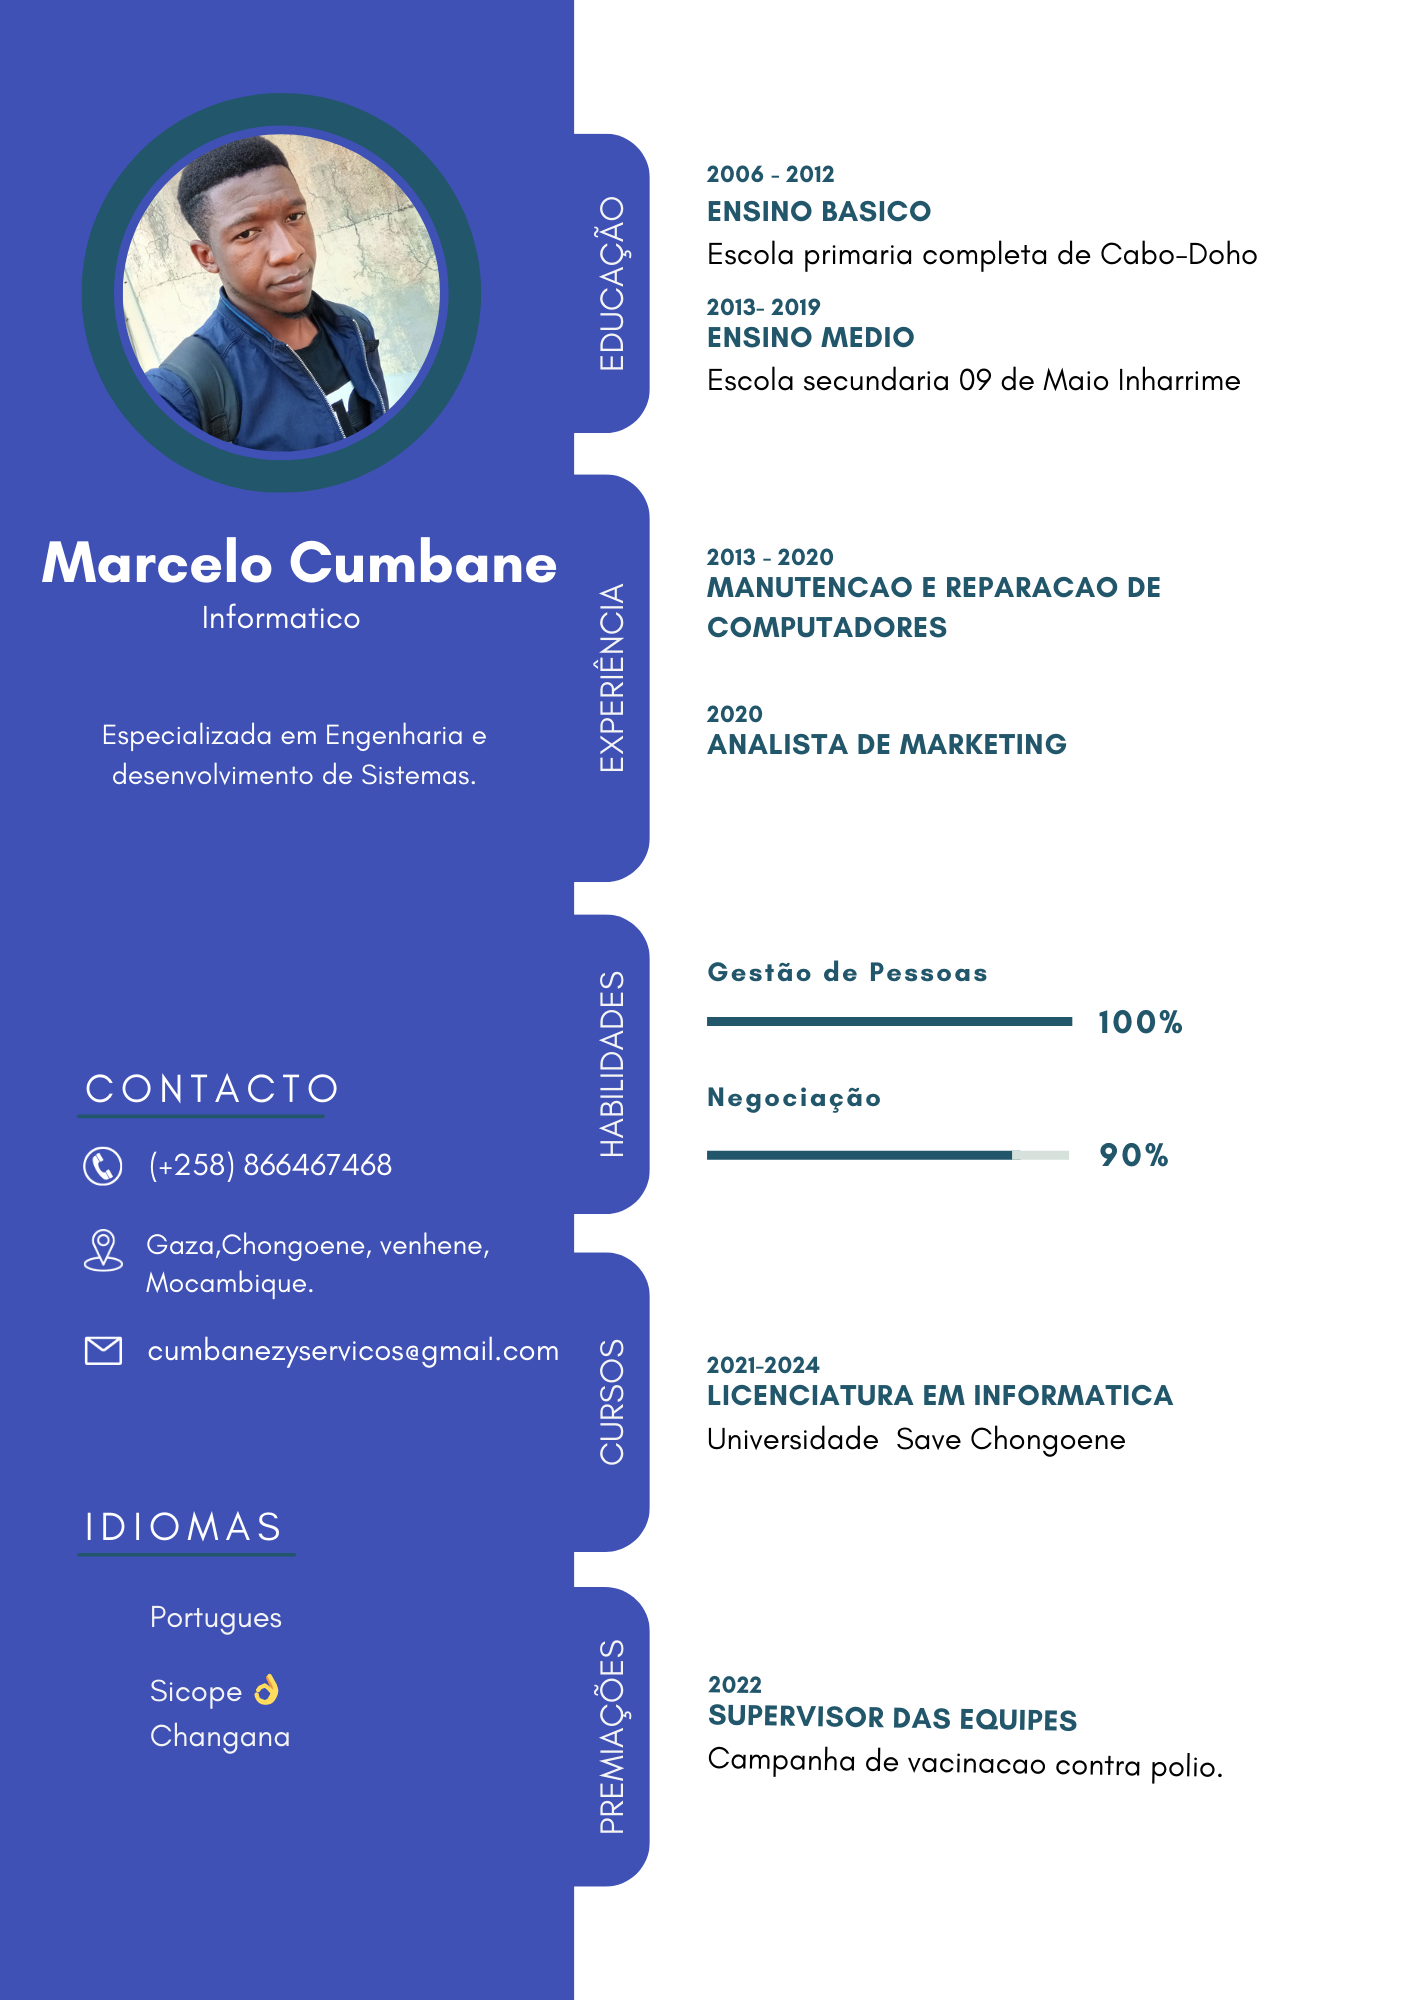 Marcelo Cumbane
Informatico
Especializada em Engenharia e
desenvolvimento de Sistemas.
CONTACTO
(+258) 866467468
Gaza,Chongoene, venhene,
Mocambique.
cumbanezyservicos@gmail.com
IDIOMAS
Portugues
Sicope 👌
Changana
EDUCAÇÃO
2006 - 2012
ENSINO BASICO
Escola primaria completa de Cabo-Doho
2013- 2019
ENSINO MEDIO
Escola secundaria 09 de Maio Inharrime
EXPERIÊNCIA
2013 - 2020
MANUTENCAO E REPARACAO DE
COMPUTADORES
2020
ANALISTA DE MARKETING
HABILIDADES
Gestão de Pessoas
100%
Negociação
90%
CURSOS
2021-2024
LICENCIATURA EM INFORMATICA
Universidade  Save Chongoene
PREMIAÇÕES
2022
SUPERVISOR DAS EQUIPES
Campanha de vacinacao contra polio.